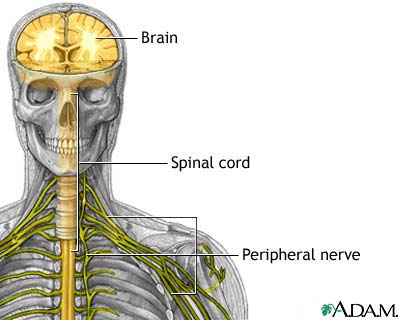 Brain
Spinal cord
Peripheral nerve
A.D.A.M.